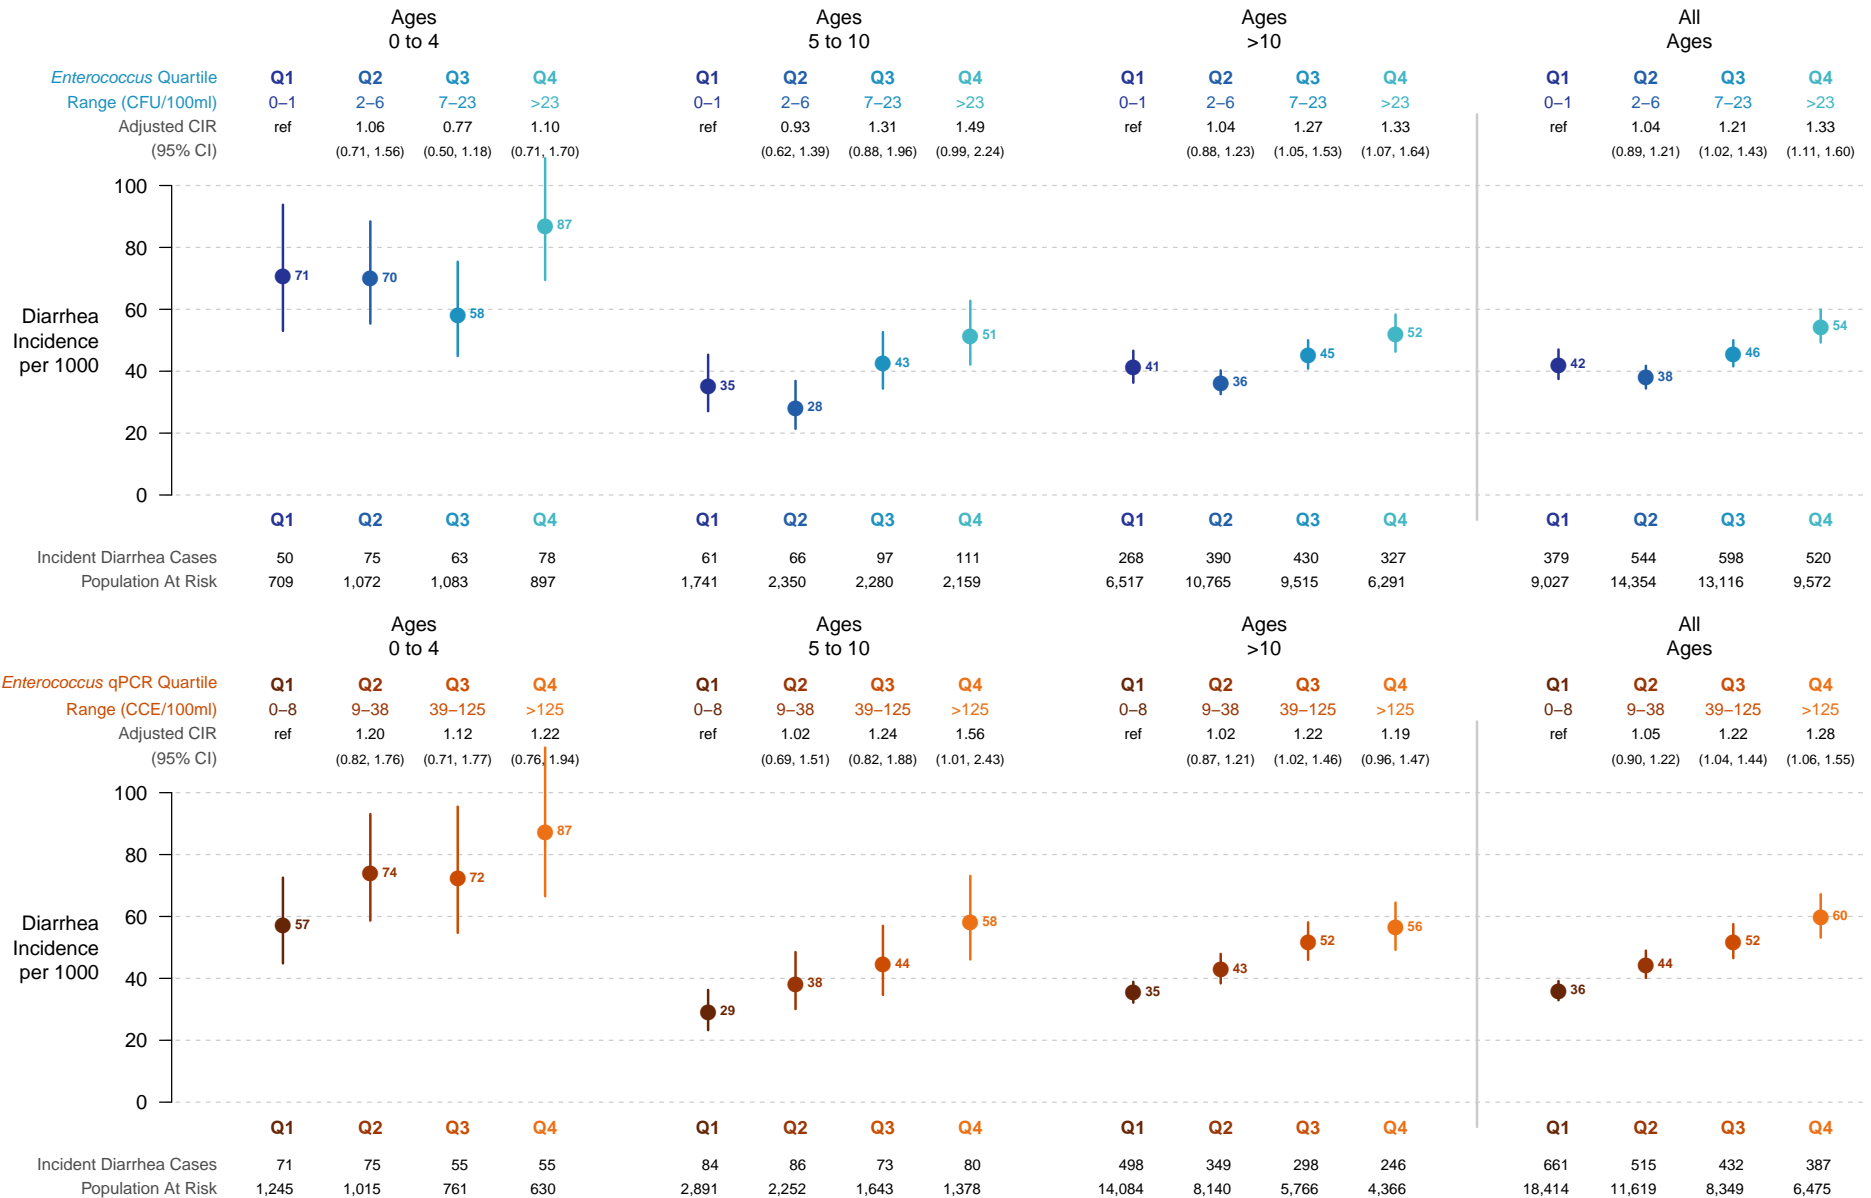 Ages Ages Ages All
0 to 4 5 to 10 >10 Ages
Enterococcus Quartile Q1 Q2 Q3 Q4 Q1 Q2 Q3 Q4 Q1 Q2 Q3 Q4 Q1 Q2 Q3 Q4
Range (CFU/100ml) 0–1 2–6 7–23 >23 0–1 2–6 7–23 >23 0–1 2–6 7–23 >23 0–1 2–6 7–23 >23
Adjusted CIR ref 1.06 0.77 1.10 ref 0.93 1.31 1.49 ref 1.04 1.27 1.33 ref 1.04 1.21 1.33
(95% CI) (0.71, 1.56) (0.50, 1.18) (0.71, 1.70) (0.62, 1.39) (0.88, 1.96) (0.99, 2.24) (0.88, 1.23) (1.05, 1.53) (1.07, 1.64) (0.89, 1.21) (1.02, 1.43) (1.11, 1.60)
100
80
60
40
20
0
Diarrhea
Incidence
per 1000
71 70 58 87 35 28 43 51 41 36 45 52 42 38 46 54
Q1 Q2 Q3 Q4 Q1 Q2 Q3 Q4 Q1 Q2 Q3 Q4 Q1 Q2 Q3 Q4
Incident Diarrhea Cases 50 75 63 78 61 66 97 111 268 390 430 327 379 544 598 520
Population At Risk 709 1,072 1,083 897 1,741 2,350 2,280 2,159 6,517 10,765 9,515 6,291 9,027 14,354 13,116 9,572
Ages Ages Ages All
0 to 4 5 to 10 >10 Ages
Enterococcus qPCR Quartile Q1 Q2 Q3 Q4 Q1 Q2 Q3 Q4 Q1 Q2 Q3 Q4 Q1 Q2 Q3 Q4
Range (CCE/100ml) 0–8 9–38 39–125 >125 0–8 9–38 39–125 >125 0–8 9–38 39–125 >125 0–8 9–38 39–125 >125
Adjusted CIR ref 1.20 1.12 1.22 ref 1.02 1.24 1.56 ref 1.02 1.22 1.19 ref 1.05 1.22 1.28
(95% CI) (0.82, 1.76) (0.71, 1.77) (0.76, 1.94) (0.69, 1.51) (0.82, 1.88) (1.01, 2.43) (0.87, 1.21) (1.02, 1.46) (0.96, 1.47) (0.90, 1.22) (1.04, 1.44) (1.06, 1.55)
100
80
60
40
20
0
Diarrhea
Incidence
per 1000
57 74 72 87 29 38 44 58 35 43 52 56 36 44 52 60
Q1 Q2 Q3 Q4 Q1 Q2 Q3 Q4 Q1 Q2 Q3 Q4 Q1 Q2 Q3 Q4
Incident Diarrhea Cases 71 75 55 55 84 86 73 80 498 349 298 246 661 515 432 387
Population At Risk 1,245 1,015 761 630 2,891 2,252 1,643 1,378 14,084 8,140 5,766 4,366 18,414 11,619 8,349 6,475